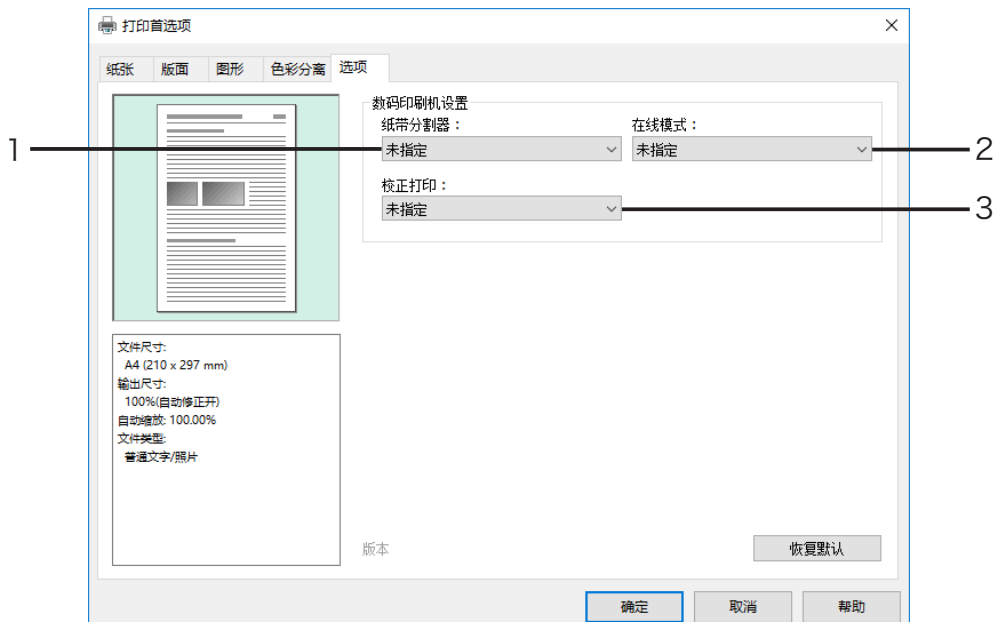 打印首选项
纸张 版面 图形 色彩分离 选项
数码印刷机设置
纸带分割器： 在线模式：
1 未指定 未指定 2
校正打印：
未指定 3
文件尺寸:
A4 (210 x 297 mm)
输出尺寸:
100%(自动修正开)
自动缩放: 100.00%
文件类型:
普通文字/照片
版本 恢复默认
确定 取消 帮助